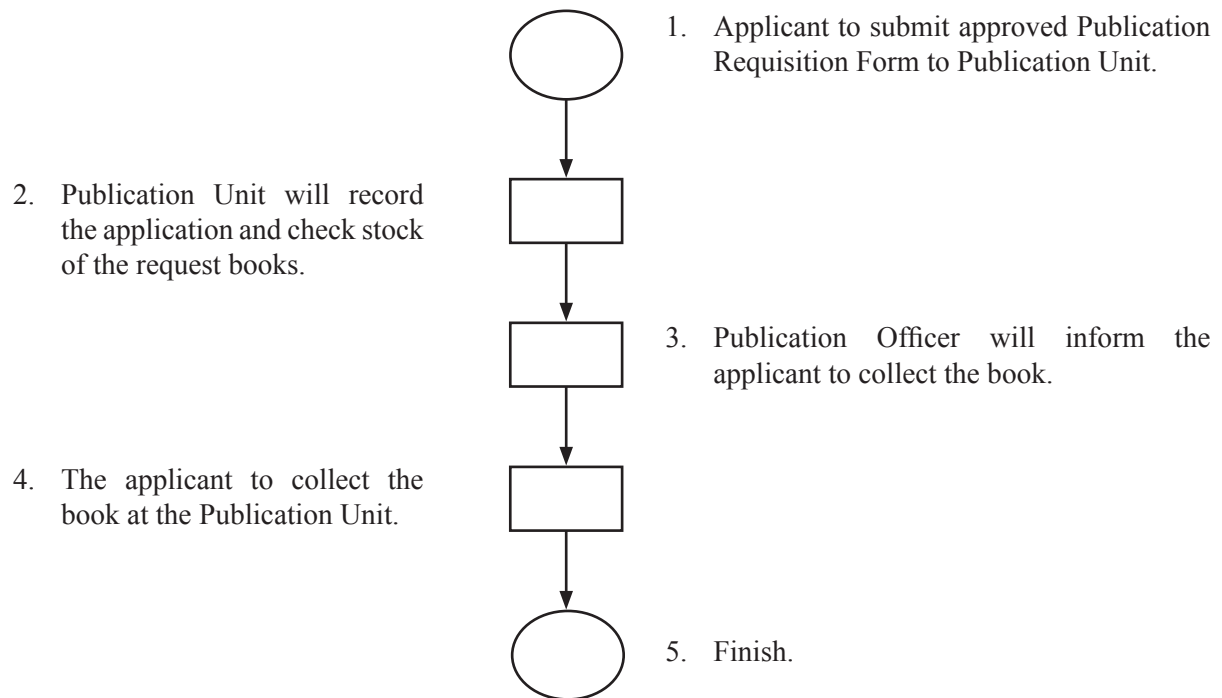 1. Applicant to submit approved Publication
Requisition Form to Publication Unit.
2. Publication Unit will record
the application and check stock
of the request books.
3. Publication Officer will inform the
applicant to collect the book.
4. The applicant to collect the
book at the Publication Unit.
5. Finish.